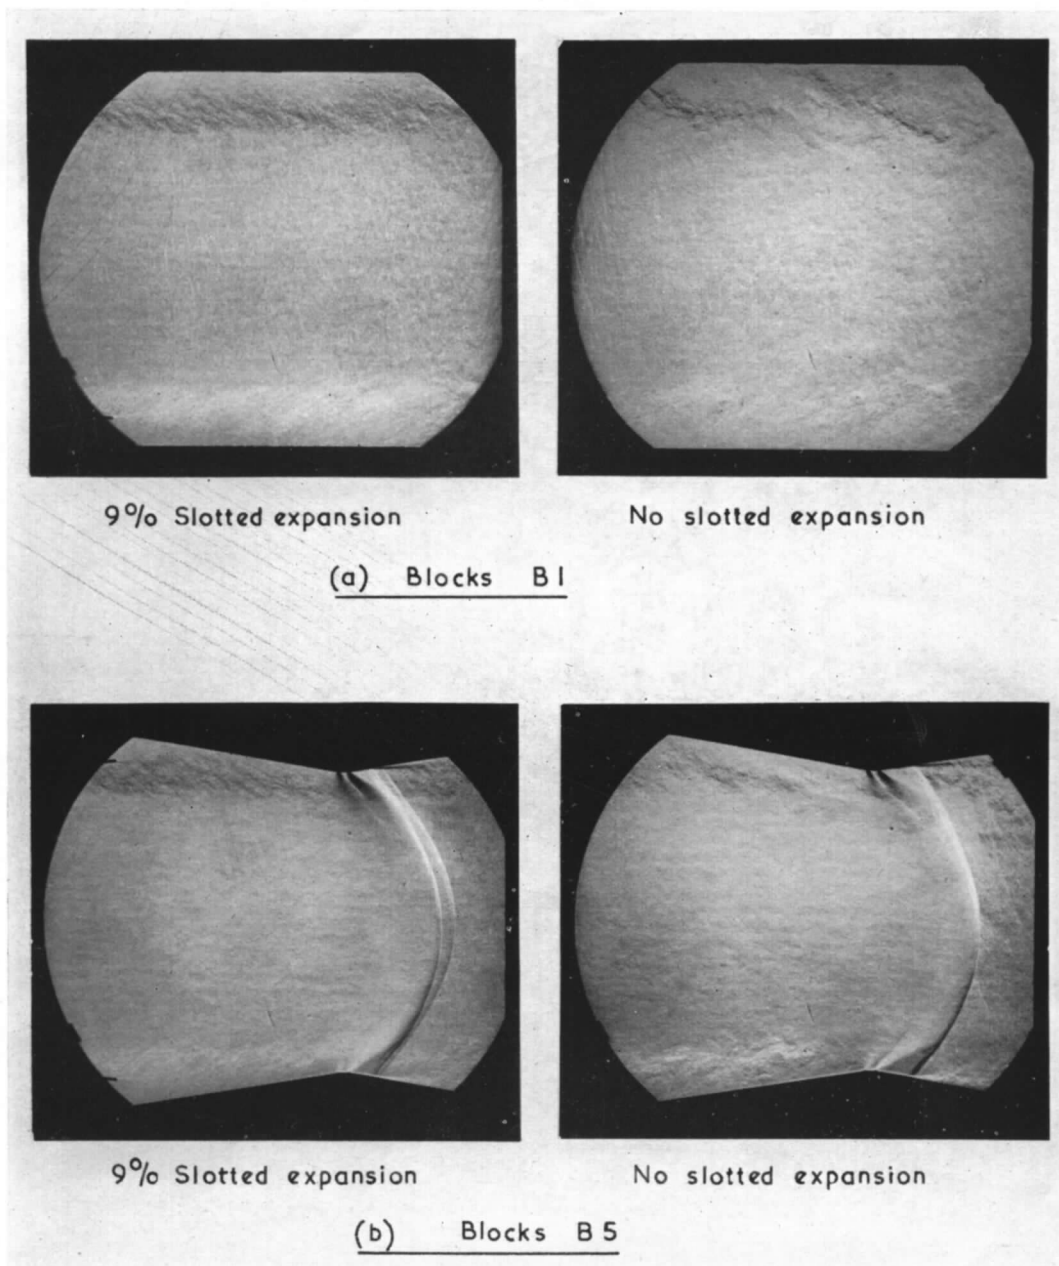 9% Slotted expansion
No slotted expansion
(a) Blocks B1
9% Slotted expansion
No slotted expansion
(b) Blocks B5